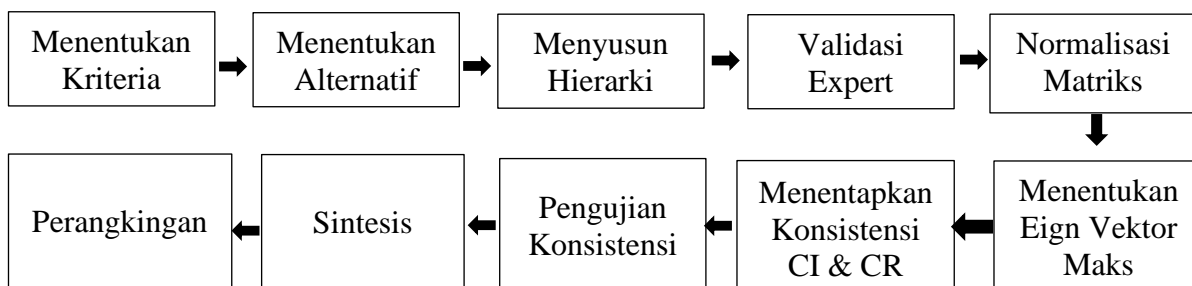 Menentukan
Kriteria
Menentukan
Alternatif
Menyusun
Hierarki
Validasi
Expert
Normalisasi
Matriks
Menentukan
Eign Vektor
Maks
Menentapkan
Konsistensi
CI & CR
Pengujian
Konsistensi
Sintesis
Perangkingan